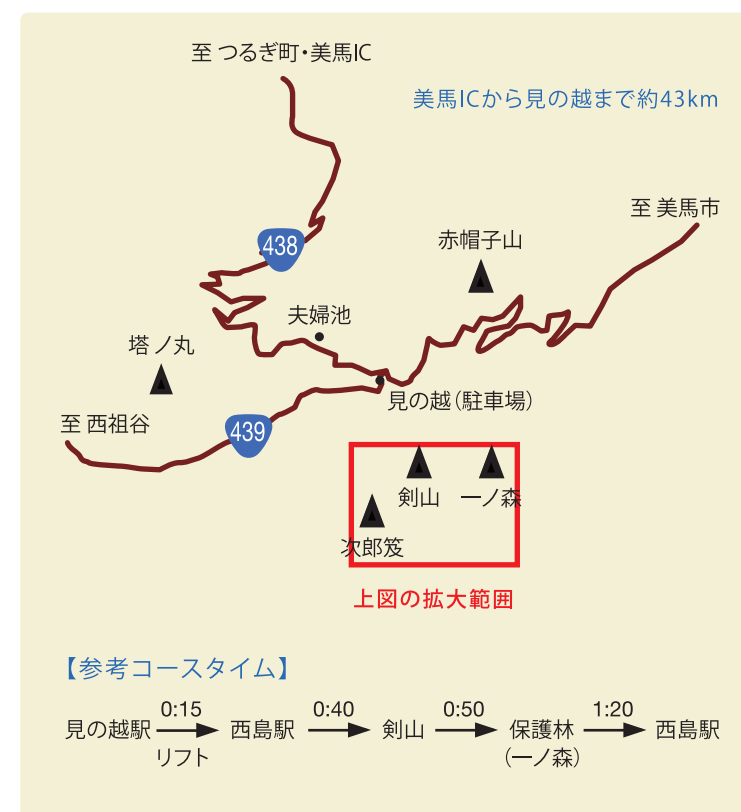 至 つるぎ町・美馬IC
美馬ICから見の越まで約43km
至 美馬市
赤帽子山
438
夫婦池
塔ノ丸
見の越（駐車場）
至 西祖谷
439
剣山
一ノ森
次郎笈
上図の拡大範囲
【参考コースタイム】
0:15 0:40 0:50 1:20
見の越駅 西島駅 剣山 保護林 西島駅
リフト （一ノ森）